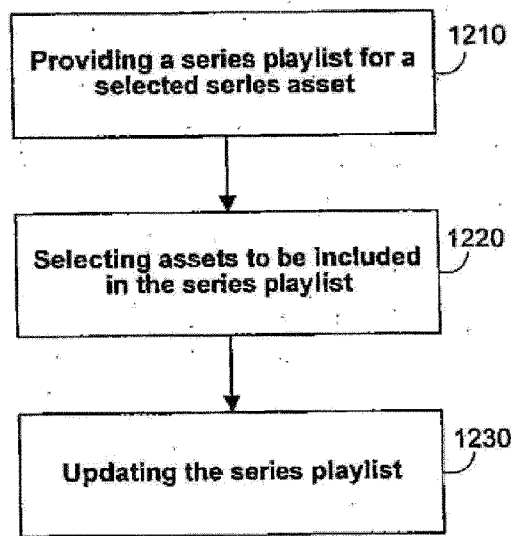 1210
Providing a series playlist for a
selected series asset
1220
Selecting assets to be included
in the series playlist
1230
Updating the series playlist